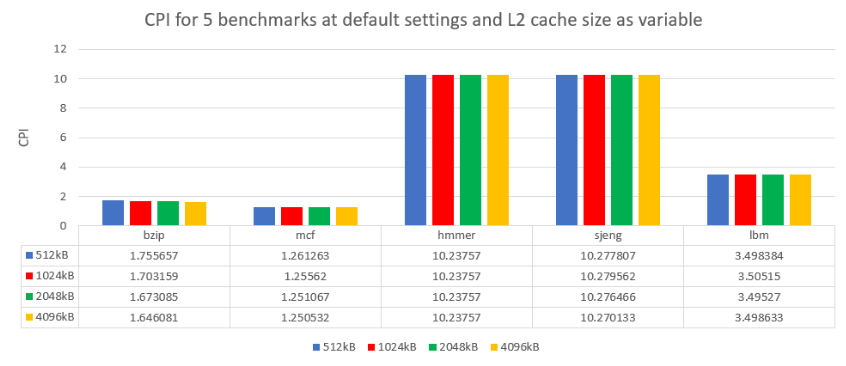 CPI for 5 benchmarks at default settings and L2 cache size as variable
12
10
8
6
4
2
0
CPI
bzip mcf hmmer sjeng lbm
512kB 1.755657 1.261263 10.23757 10.277807 3.498384
1024kB 1.703159 1.25562 10.23757 10.279562 3.50515
2048kB 1.673085 1.251067 10.23757 10.276466 3.49527
4096kB 1.646081 1.250532 10.23757 10.270133 3.498633
512kB 1024kB 2048kB 4096kB